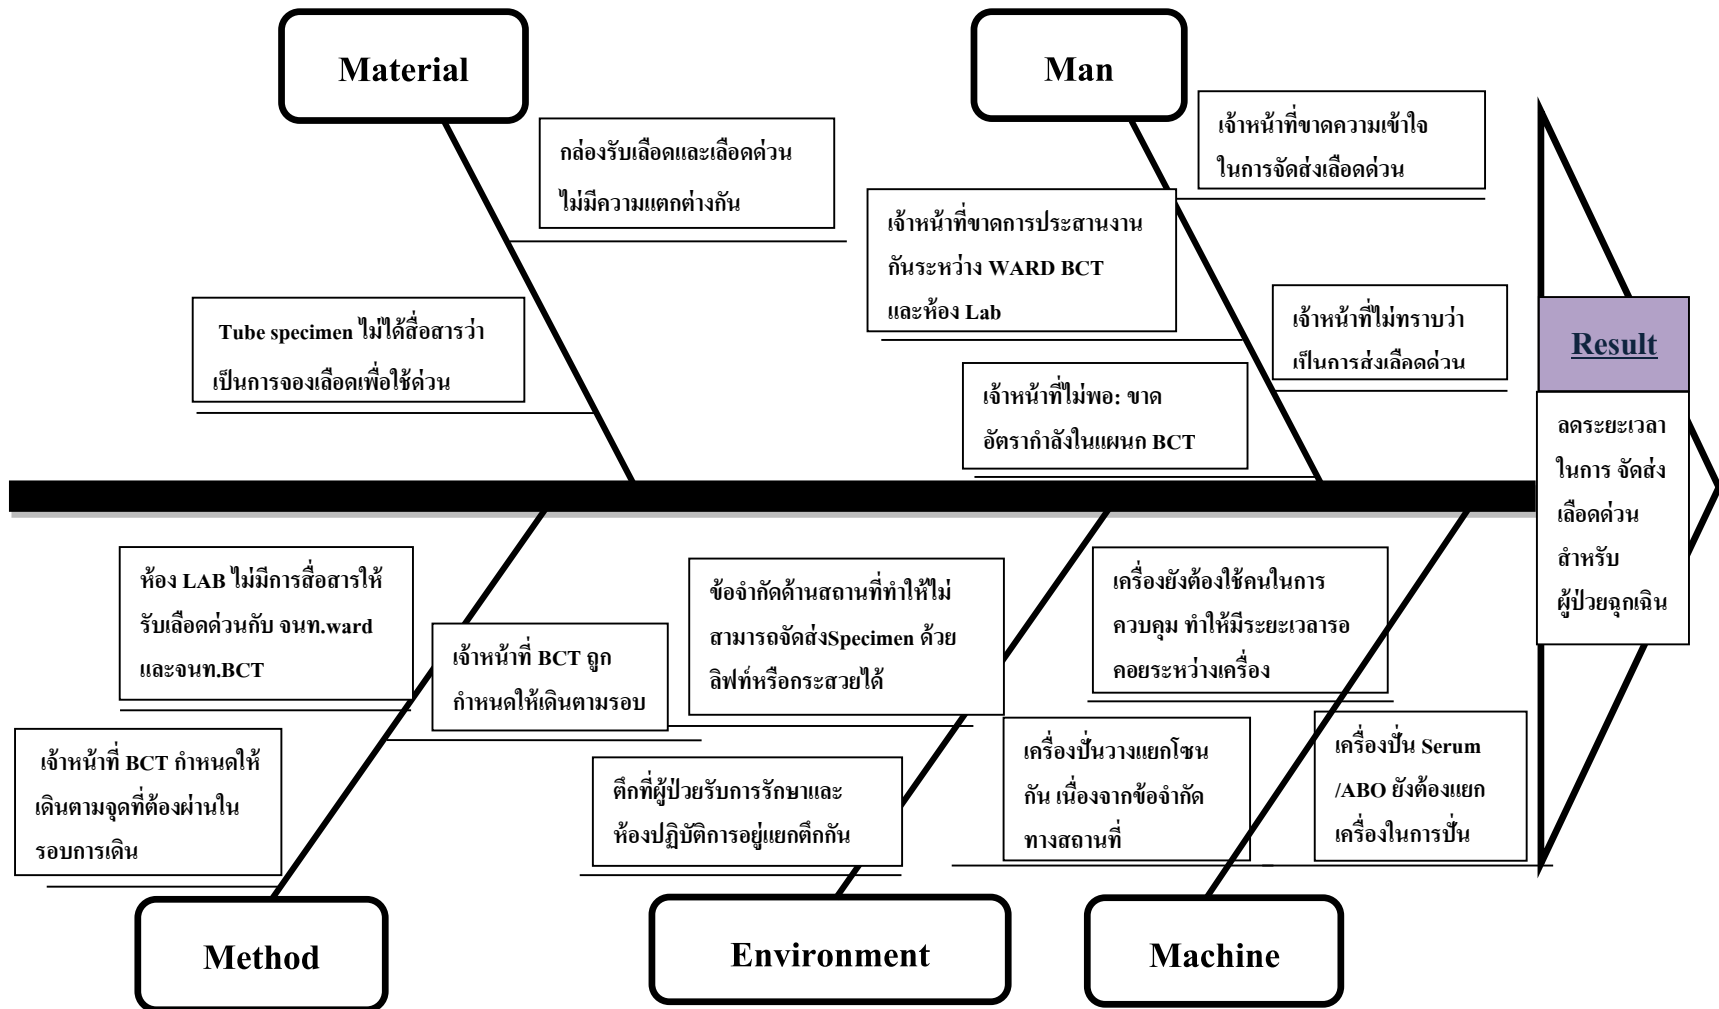 Material
Man
เจ้าหน้าที่ขาดความเข้าใจ
ในการจัดส่งเลือดด่วน
กล่องรับเลือดและเลือดด่วน
ไม่มีความแตกต่างกัน
เจ้าหน้าที่ขาดการประสานงาน
กันระหว่าง WARD BCT
และห้อง Lab
Tube specimen ไม่ได้สื่อสารว่า
เป็นการจองเลือดเพื่อใช้ด่วน
เจ้าหน้าที่ไม่ทราบว่า
เป็นการส่งเลือดด่วน
เจ้าหน้าที่ไม่พอ: ขาด
อัตรากำลังในแผนก BCT
Result
ลดระยะเวลา
ในการ จัดส่ง
เลือดด่วน
สำหรับ
ผู้ป่วยฉุกเฉิน
ห้อง LAB ไม่มีการสื่อสารให้
รับเลือดด่วนกับ จนท.ward
และจนท.BCT
เจ้าหน้าที่ BCT ถูก
กำหนดให้เดินตามรอบ
เจ้าหน้าที่ BCT กำหนดให้
เดินตามจุดที่ต้องผ่านใน
รอบการเดิน
ข้อจำกัดด้านสถานที่ทำให้ไม่
สามารถจัดส่งSpecimen ด้วย
ลิฟท์หรือกระสวยได้
ตึกที่ผู้ป่วยรับการรักษาและ
ห้องปฏิบัติการอยู่แยกตึกกัน
เครื่องยังต้องใช้คนในการ
ควบคุม ทำให้มีระยะเวลารอ
คอยระหว่างเครื่อง
เครื่องปั่นวางแยกโซน
กัน เนื่องจากข้อจำกัด
ทางสถานที่
เครื่องปั่น Serum
/ABO ยังต้องแยก
เครื่องในการปั่น
Method
Environment
Machine